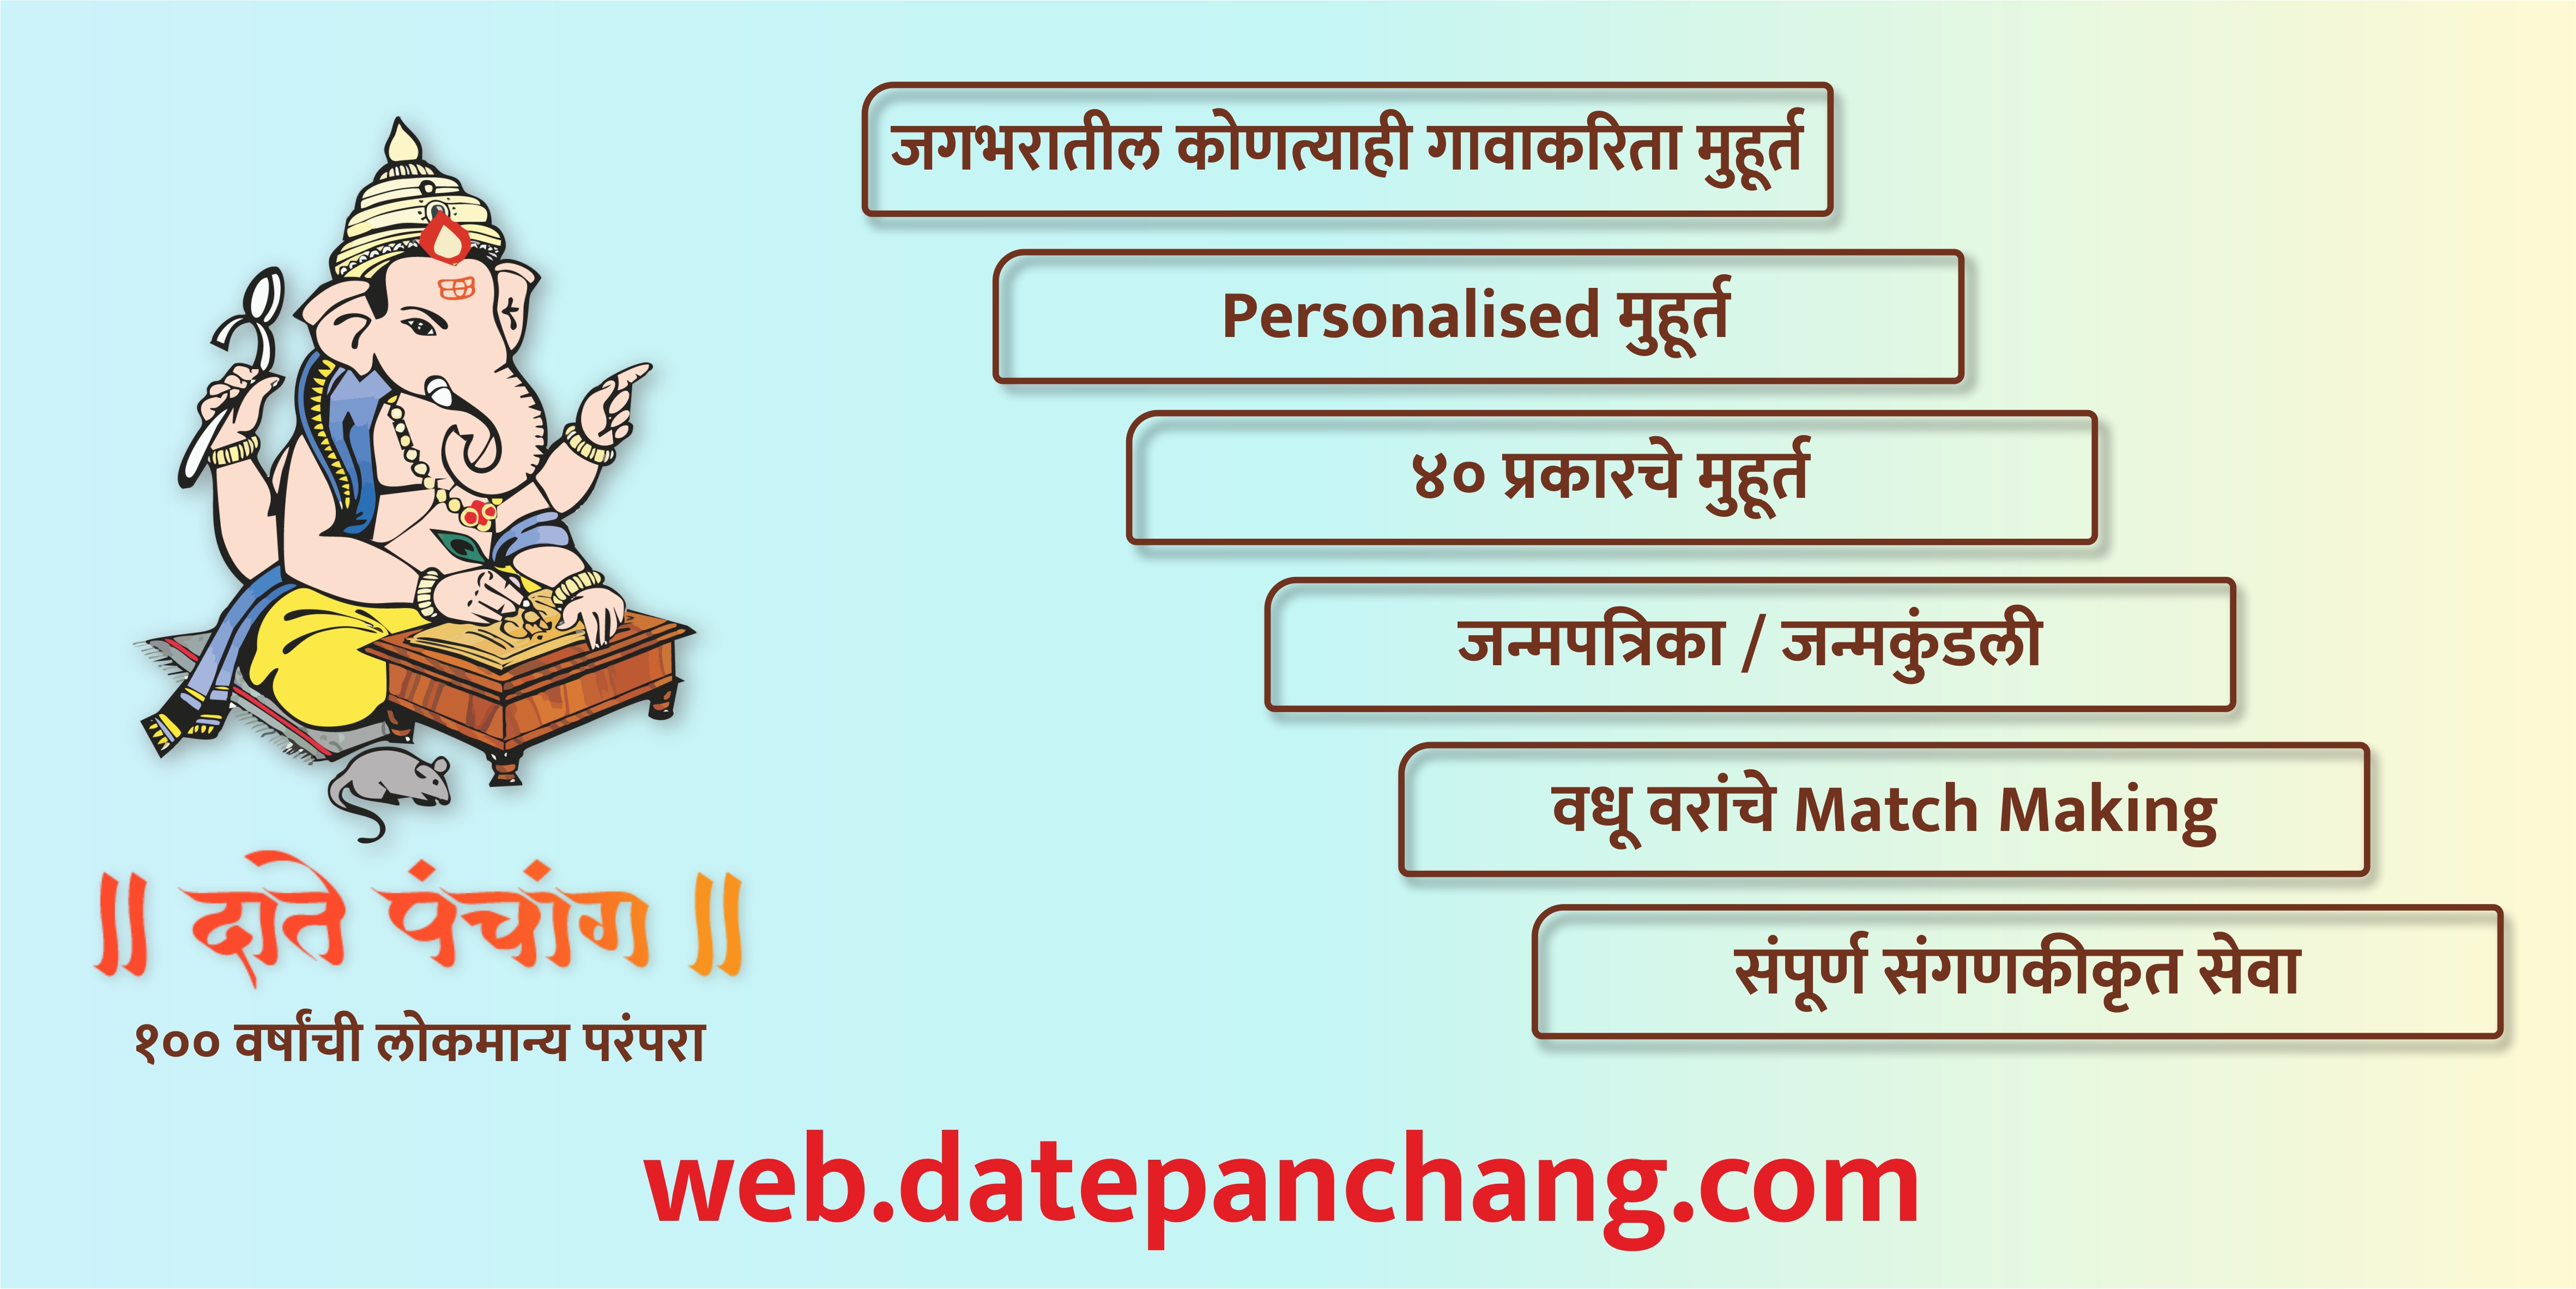 जगभरातील कोणत्याही गावाकरिता मुहूर्त
Personalised मुहूर्त
४० प्रकारचे मुहूर्त
जन्मपत्रिका / जन्मकुंडली
वधू वरांचे Match Making
संपूर्ण संगणकीकृत सेवा
॥ दाते पंचांग ॥
१०० वर्षांची लोकमान्य परंपरा
web.datepanchang.com